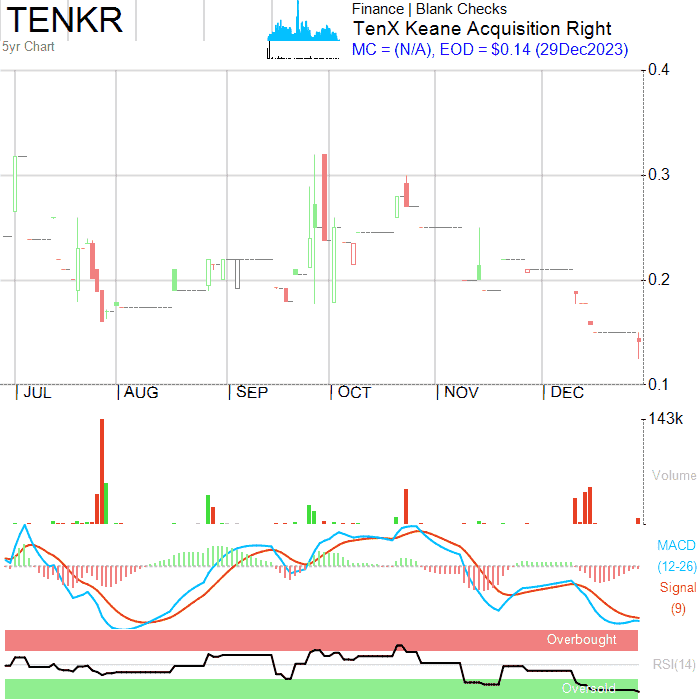 TENKR
5yr Chart
Finance | Blank Checks
TenX Keane Acquisition Right
MC = (N/A), EOD = $0.14 (29Dec2023)
0.4
0.3
0.2
0.1
JUL AUG SEP OCT NOV DEC
143k
Volume
MACD
(12-26)
Signal
(9)
Overbought
RSI(14)
Oversold